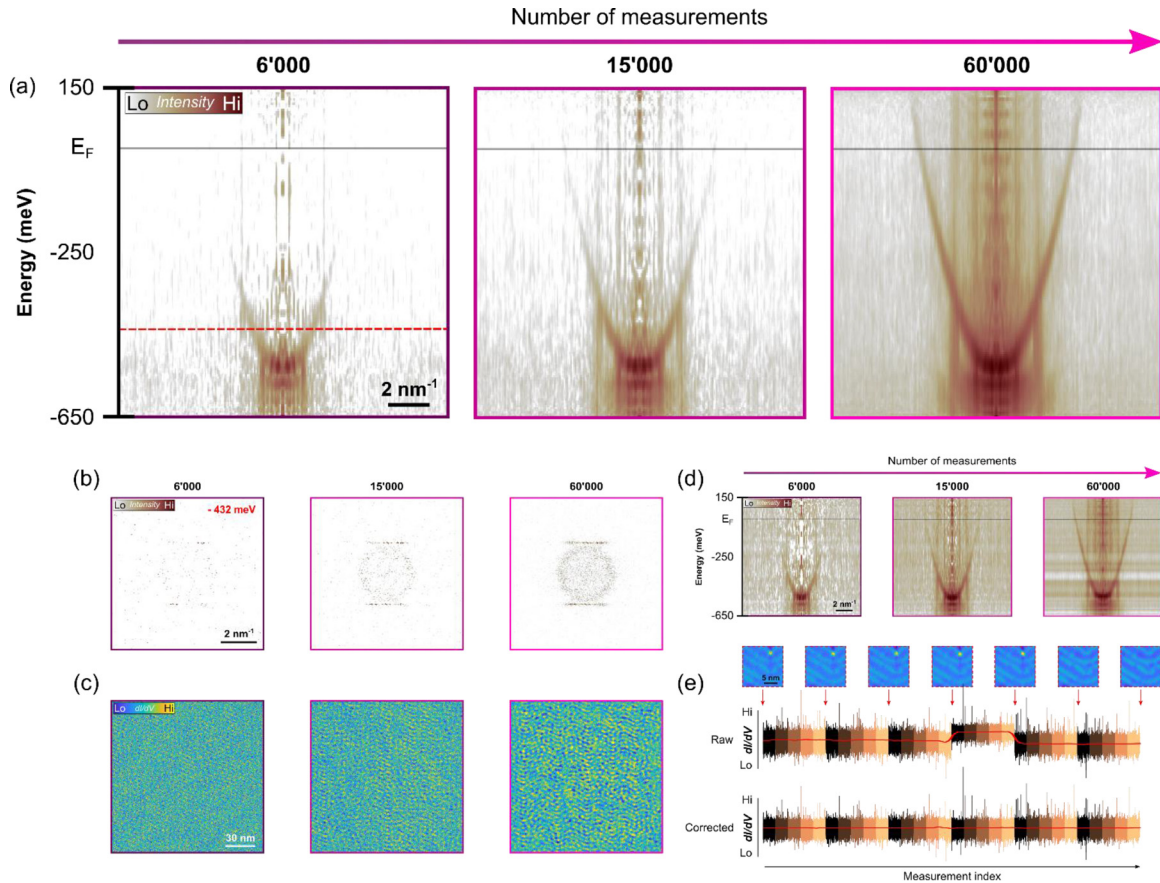 Number of measurements
6'000 15'000 60'000
(a)
150
Lo Intensity Hi
E_F
Energy (meV)
-250
2 nm⁻¹
-650
(b)
6'000 15'000 60'000
Lo Intensity Hi
- 432 meV
2 nm⁻¹
(c)
Lo dI/dV Hi
30 nm
(d)
Number of measurements
6'000 15'000 60'000
150
Lo Intensity Hi
E_F
Energy (meV)
-250
2 nm⁻¹
-650
(e)
5 nm
Hi
Raw
dI/dV
Lo
Hi
Corrected
dI/dV
Lo
Measurement index